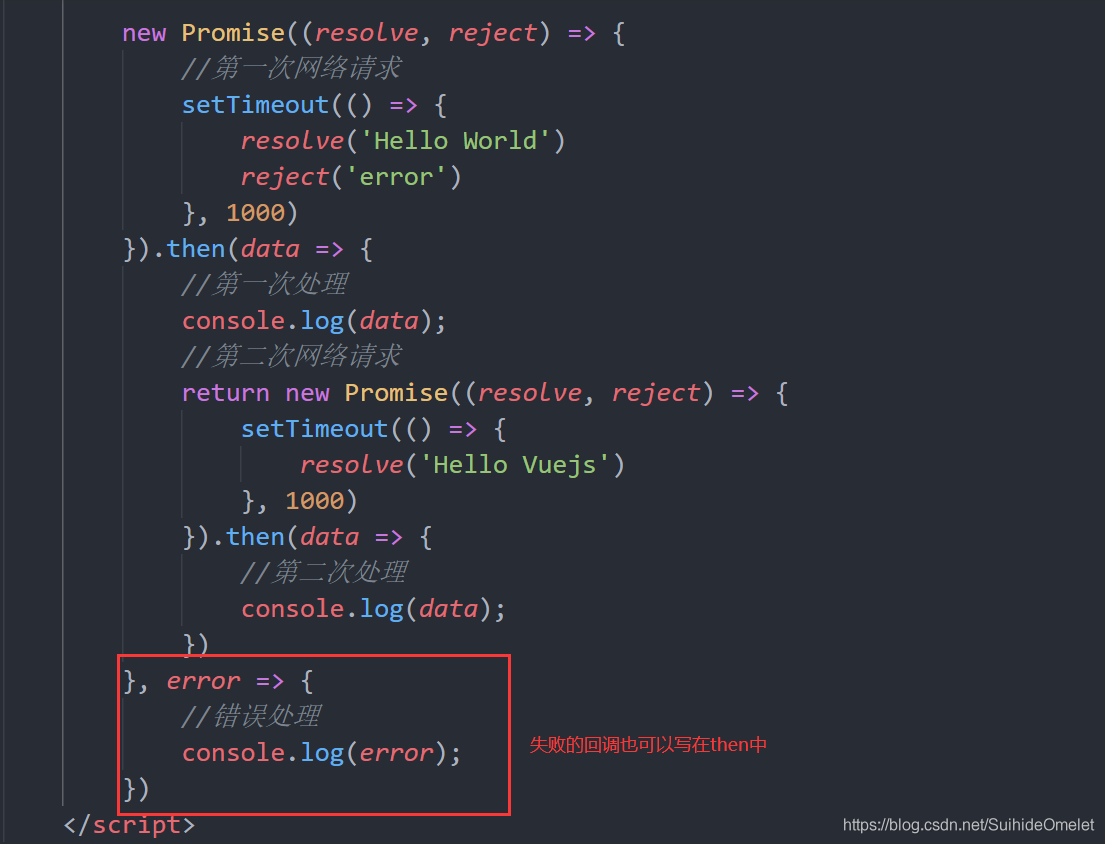 new Promise((resolve, reject) => {
//第一次网络请求
setTimeout(() => {
resolve('Hello World')
reject('error')
}, 1000)
}).then(data => {
//第一次处理
console.log(data);
//第二次网络请求
return new Promise((resolve, reject) => {
setTimeout(() => {
resolve('Hello Vuejs')
}, 1000)
}).then(data => {
//第二次处理
console.log(data);
})
}, error => {
//错误处理
console.log(error);
})
失败的回调也可以写在then中
</script>
https://blog.csdn.net/SuihideOmelet